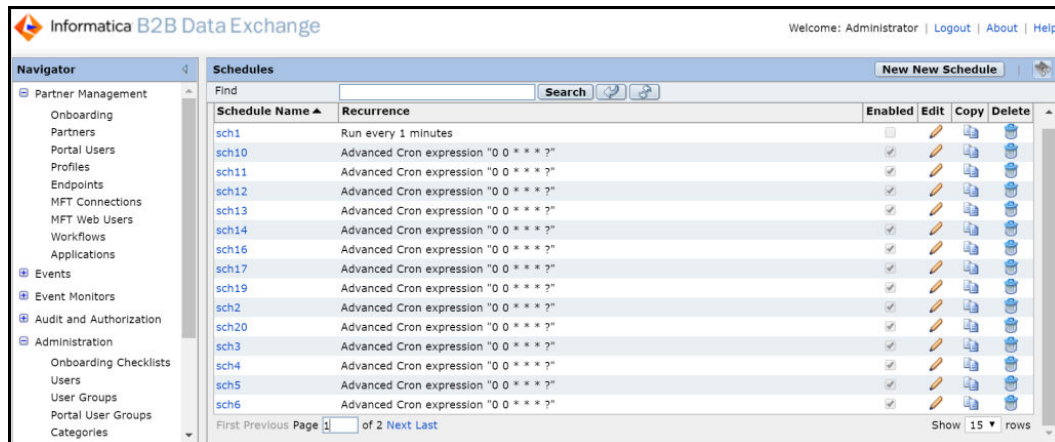 Informatica B2B Data Exchange
Welcome: Administrator | Logout | About | Help
Navigator
Partner Management
Onboarding
Partners
Portal Users
Profiles
Endpoints
MFT Connections
MFT Web Users
Workflows
Applications
Events
Event Monitors
Audit and Authorization
Administration
Onboarding Checklists
Users
User Groups
Portal User Groups
Categories
Schedules New New Schedule
Find Search
Schedule Name Recurrence Enabled Edit Copy Delete
sch1 Run every 1 minutes
sch10 Advanced Cron expression "0 0 * * * ?"
sch11 Advanced Cron expression "0 0 * * * ?"
sch12 Advanced Cron expression "0 0 * * * ?"
sch13 Advanced Cron expression "0 0 * * * ?"
sch14 Advanced Cron expression "0 0 * * * ?"
sch16 Advanced Cron expression "0 0 * * * ?"
sch17 Advanced Cron expression "0 0 * * * ?"
sch19 Advanced Cron expression "0 0 * * * ?"
sch2 Advanced Cron expression "0 0 * * * ?"
sch20 Advanced Cron expression "0 0 * * * ?"
sch3 Advanced Cron expression "0 0 * * * ?"
sch4 Advanced Cron expression "0 0 * * * ?"
sch5 Advanced Cron expression "0 0 * * * ?"
sch6 Advanced Cron expression "0 0 * * * ?"
First Previous Page 1 of 2 Next Last Show 15 rows